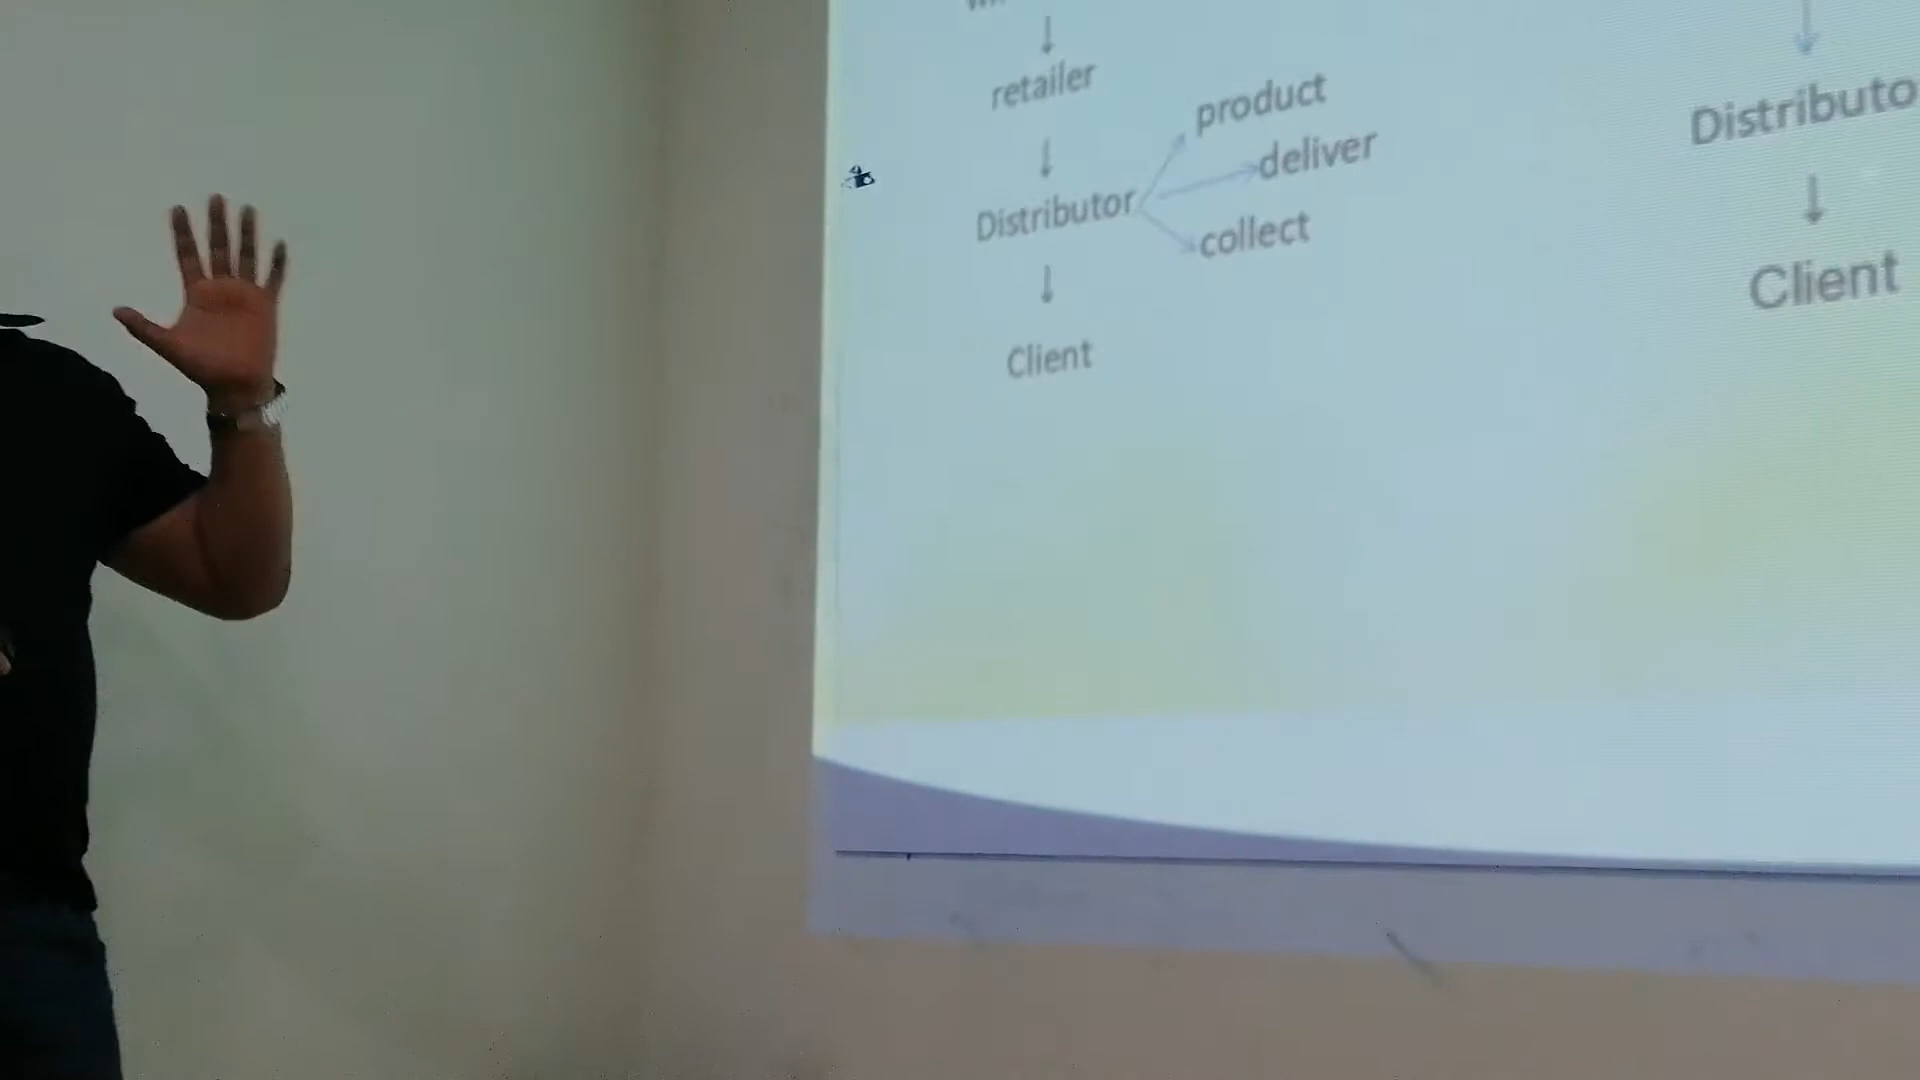 retailer
product
deliver
Distributor
collect
Client
Distributo
Client